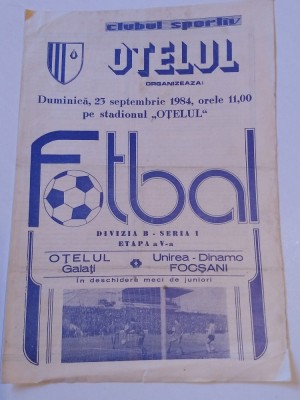 clubul sportiv
OȚELUL
ORGANIZEAZĂ:
Duminică, 23 septembrie 1984, orele 11,00
pe stadionul „OȚELUL"
Fotbal
DIVIZIA B - SERIA I
ETAPA a V-a
OȚELUL Galați
Unirea - Dinamo FOCȘANI
În deschidere meci de juniori